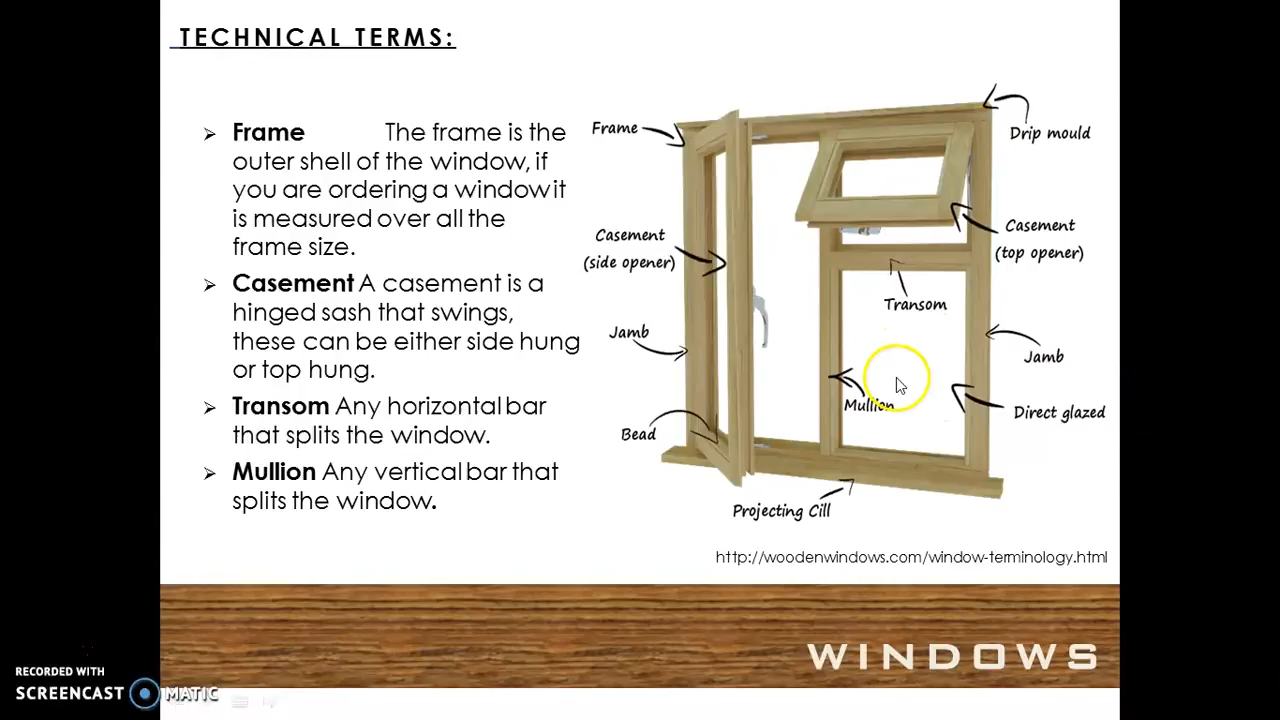 TECHNICAL TERMS:
Frame The frame is the
outer shell of the window, if
you are ordering a window it
is measured over all the
frame size.
Casement A casement is a
hinged sash that swings,
these can be either side hung
or top hung.
Transom Any horizontal bar
that splits the window.
Mullion Any vertical bar that
splits the window.
Frame
Drip mould
Casement
(side opener)
Casement
(top opener)
Transom
Jamb
Jamb
Mullion
Direct glazed
Bead
Projecting Cill
http://woodenwindows.com/window-terminology.html
WINDOWS
RECORDED WITH
SCREENCAST MATIC